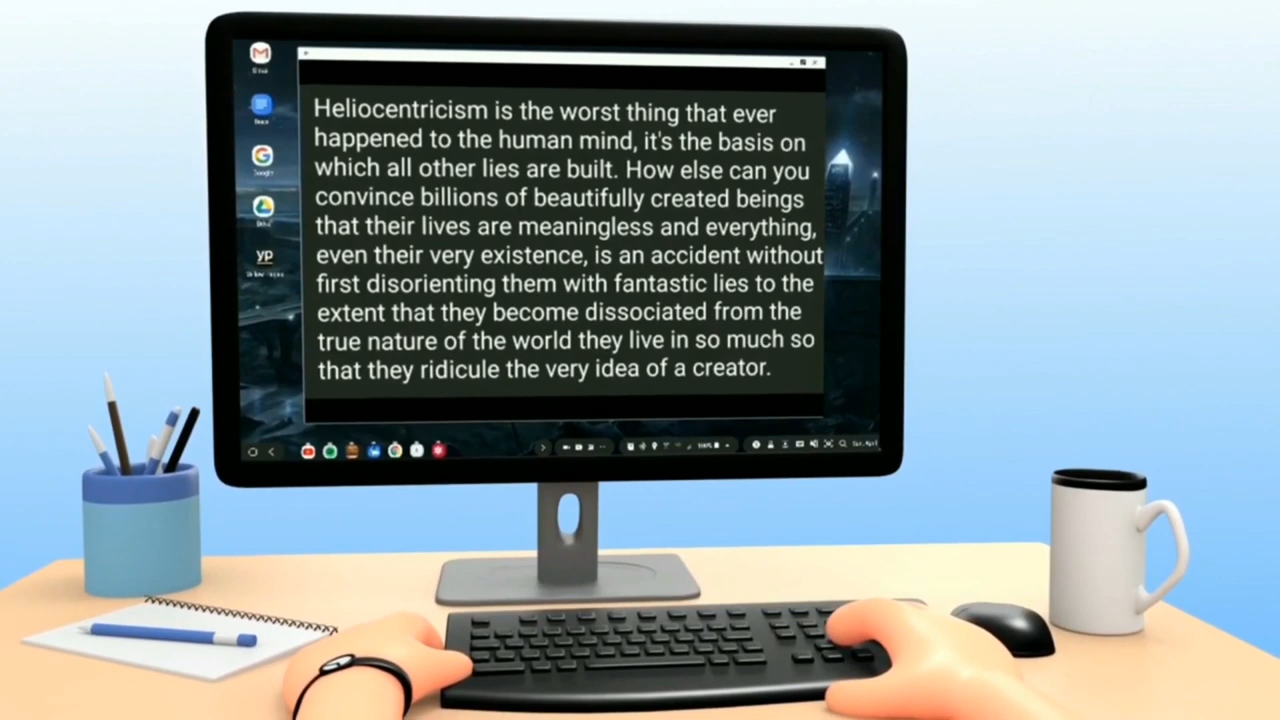 Heliocentricism is the worst thing that ever
happened to the human mind, it's the basis on
which all other lies are built. How else can you
convince billions of beautifully created beings
that their lives are meaningless and everything,
even their very existence, is an accident without
first disorienting them with fantastic lies to the
extent that they become dissociated from the
true nature of the world they live in so much so
that they ridicule the very idea of a creator.
Google
YP